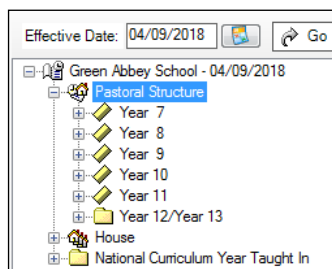 Effective Date: 04/09/2018 Go
Green Abbey School - 04/09/2018
Pastoral Structure
Year 7
Year 8
Year 9
Year 10
Year 11
Year 12/Year 13
House
National Curriculum Year Taught In